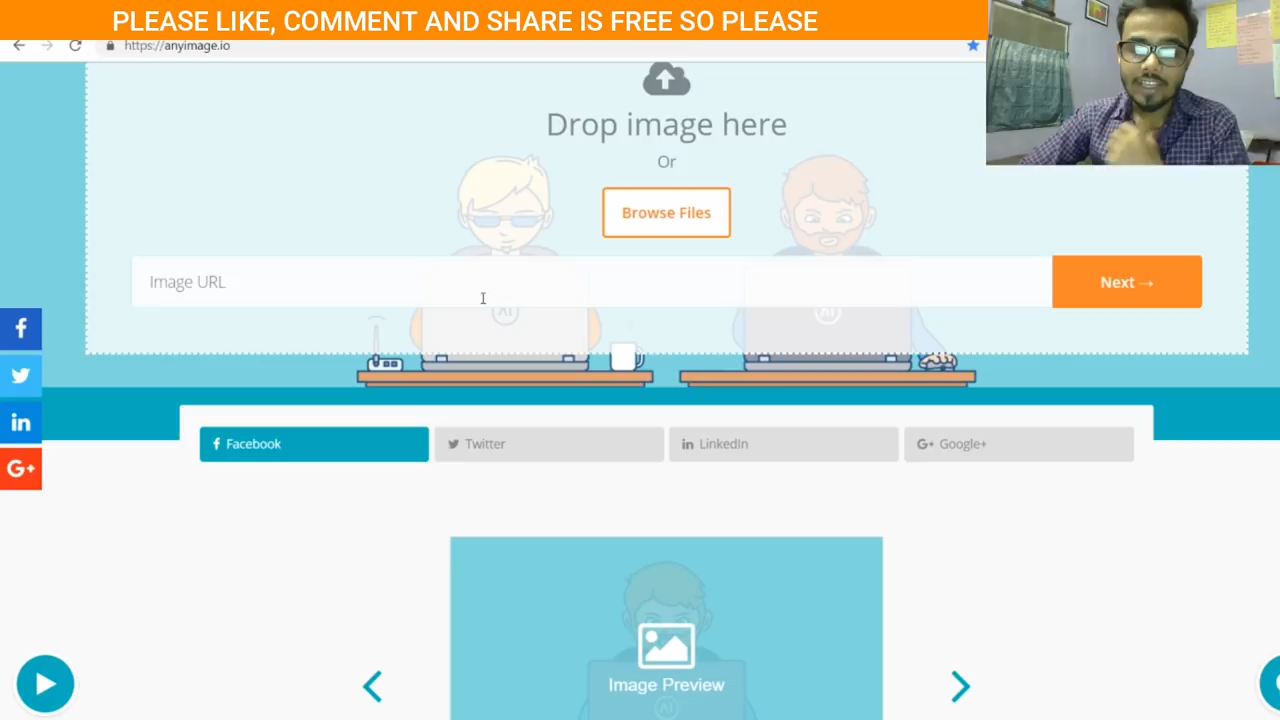 PLEASE LIKE, COMMENT AND SHARE IS FREE SO PLEASE
https://anyimage.io
Drop image here
Or
Browse Files
Image URL
Next →
Facebook
Twitter
LinkedIn
G+ Google+
Image Preview